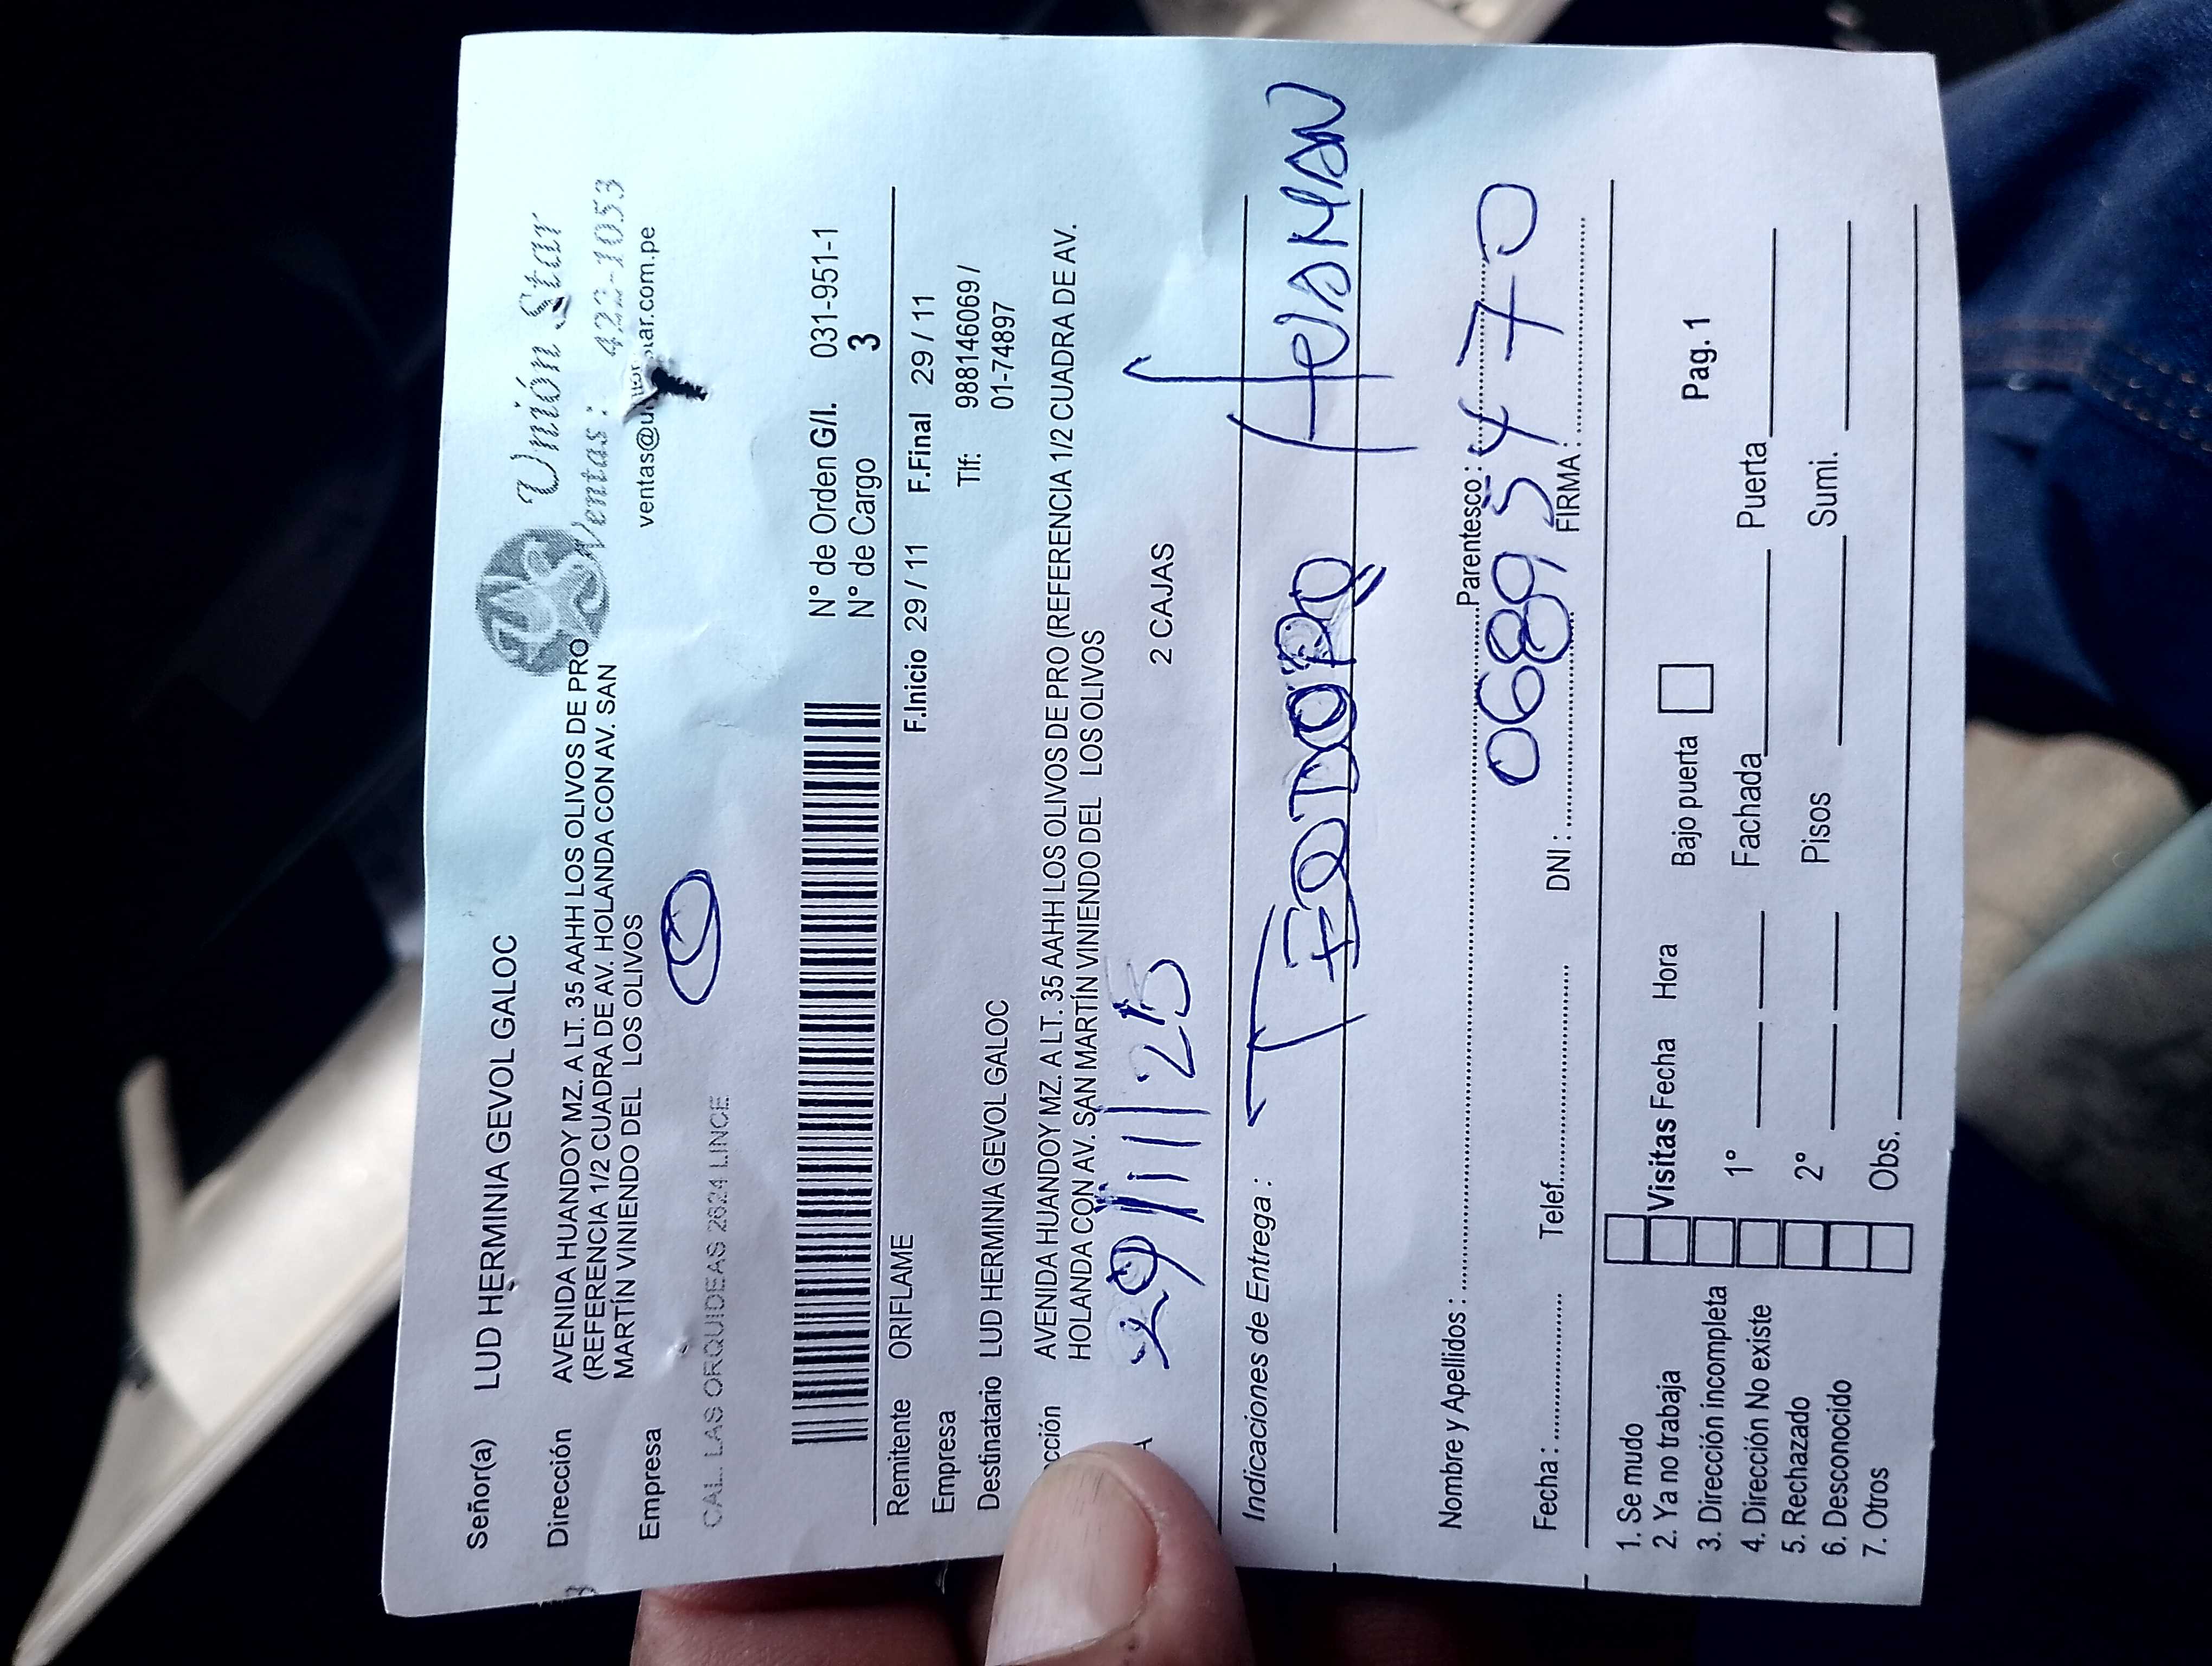 Señor(a) LUD HERMINIA GEVOL GALOC
Unión Star
Ventas: 422-1053
ventas@u star.com.pe
Dirección AVENIDA HUANDOY MZ. A LT. 35 AAHH LOS OLIVOS DE PRO
(REFERENCIA 1/2 CUADRA DE AV. HOLANDA CON AV. SAN
MARTÍN VINIENDO DEL LOS OLIVOS
Empresa
CAL. LAS ORQUIDEAS 2624 LINCE
N° de Orden G/I. 031-951-1
N° de Cargo 3
Remitente ORIFLAME F.Inicio 29 / 11 F.Final 29 / 11
Empresa Tlf: 988146069 /
01-74897
Destinatario LUD HERMINIA GEVOL GALOC
cción AVENIDA HUANDOY MZ. A LT. 35 AAHH LOS OLIVOS DE PRO (REFERENCIA 1/2 CUADRA DE AV.
HOLANDA CON AV. SAN MARTÍN VINIENDO DEL LOS OLIVOS
A 29/11/25 2 CAJAS
Indicaciones de Entrega :
Nombre y Apellidos : Parentesco :
06895470
Fecha : Telef. DNI : FIRMA :
1. Se mudo
2. Ya no trabaja
3. Dirección incompleta
4. Dirección No existe
5. Rechazado
6. Desconocido
7. Otros
Visitas Fecha Hora Bajo puerta Pag. 1
1° Fachada Puerta
2° Pisos Sumi.
Obs.